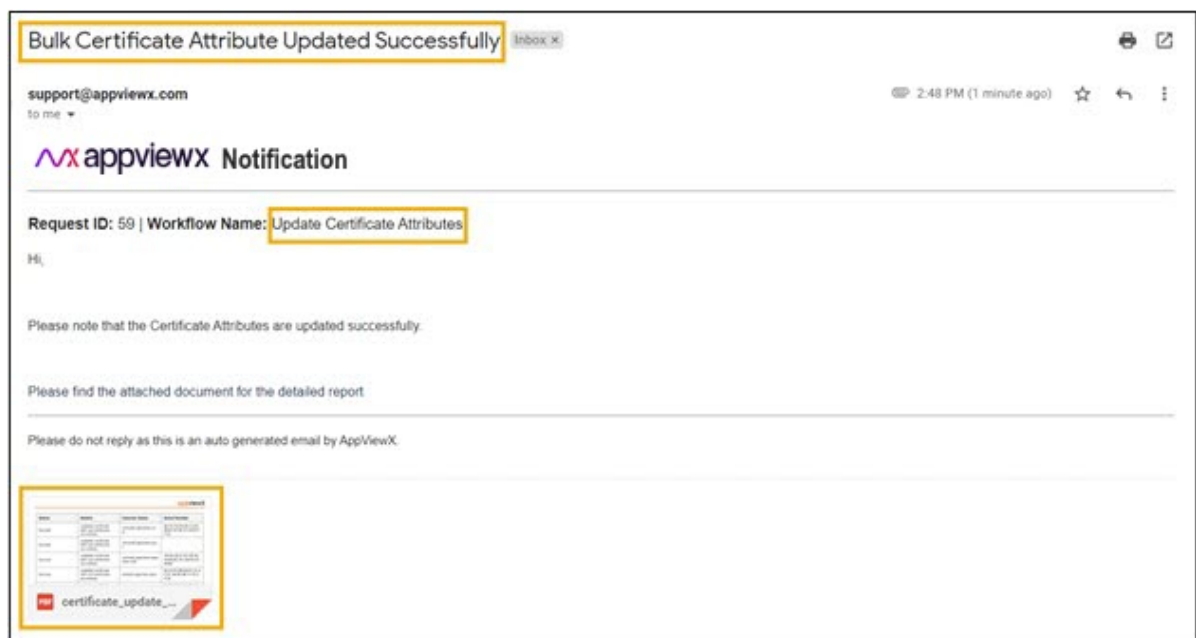 Bulk Certificate Attribute Updated Successfully Inbox x
support@appviewx.com 2:48 PM (1 minute ago)
to me
appviewx Notification
Request ID: 59 | Workflow Name: Update Certificate Attributes
Hi,
Please note that the Certificate Attributes are updated successfully.
Please find the attached document for the detailed report
Please do not reply as this is an auto generated email by AppViewX.
PDF certificate_update_...